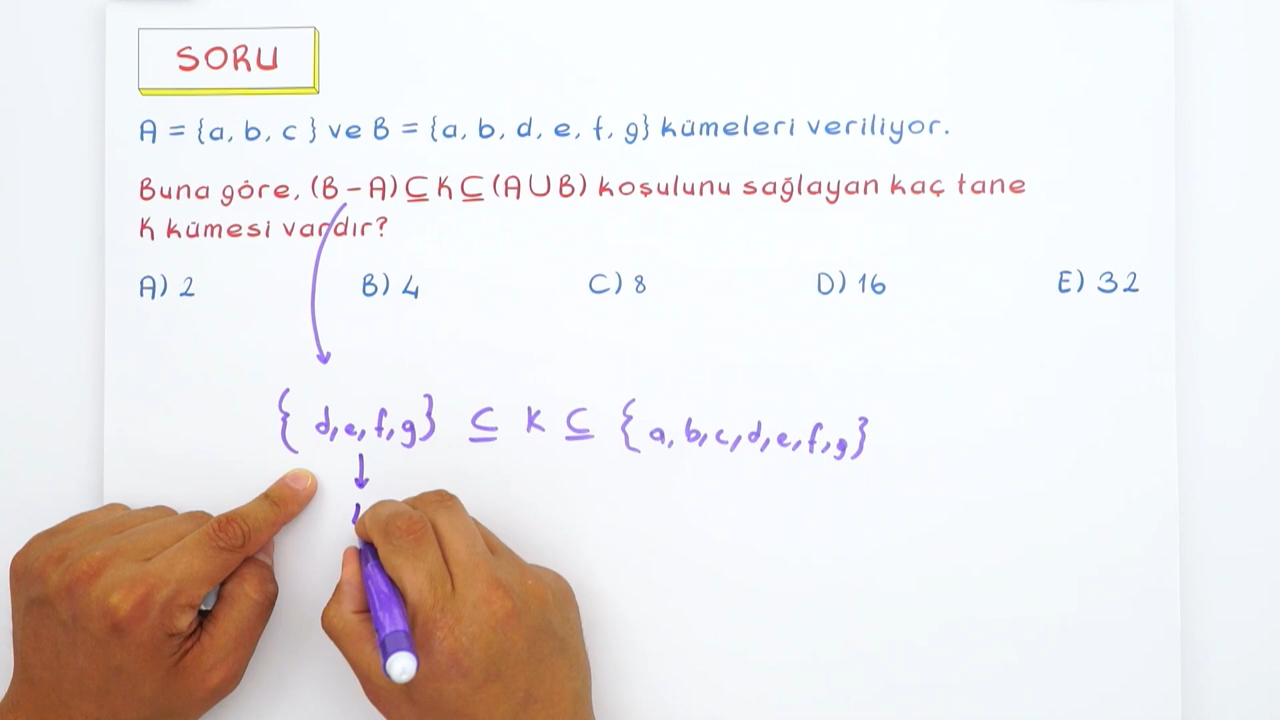 SORU
A = {a, b, c } ve B = {a, b, d, e, f, g} kümeleri veriliyor.
Buna göre, (B - A) ⊆ K ⊆ (A ∪ B) koşulunu sağlayan kaç tane
K kümesi vardır?
A) 2 B) 4 C) 8 D) 16 E) 32
{ d, e, f, g} ⊆ K ⊆ {a, b, c, d, e, f, g}